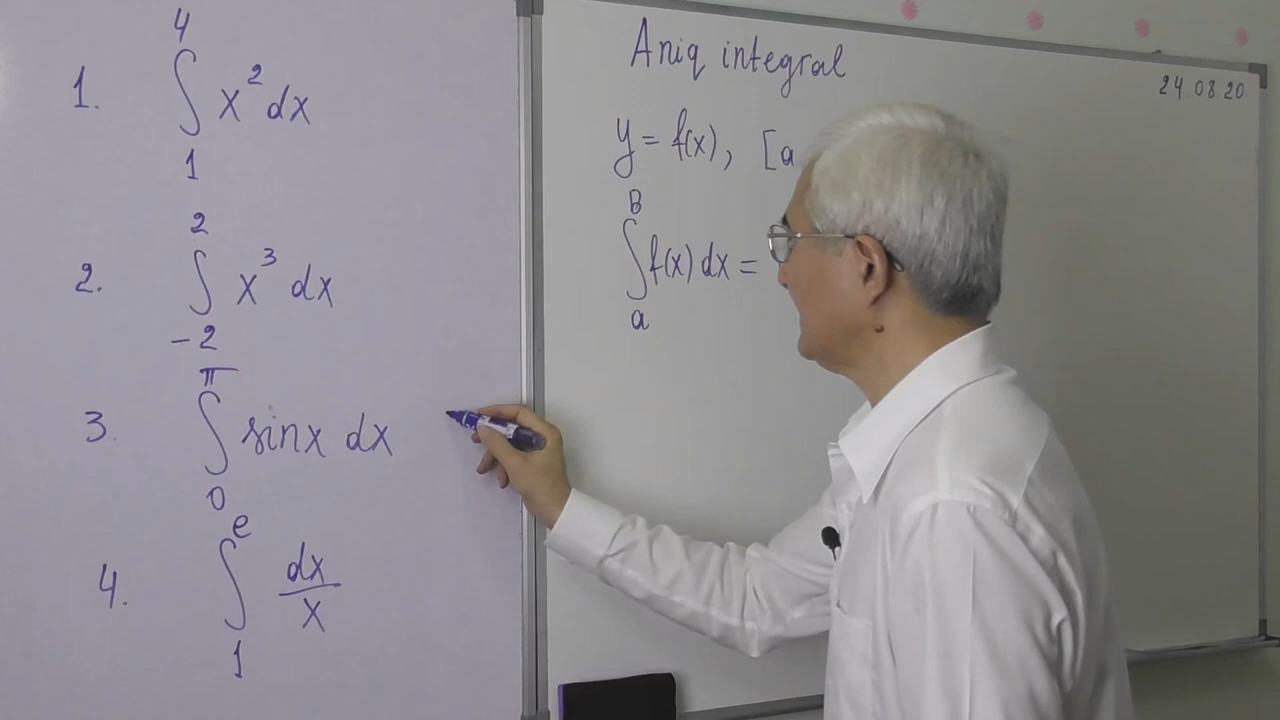 1. ∫₁⁴ x² dx
2. ∫₋₂² x³ dx
3. ∫₀^π sinx dx
4. ∫₁^e dx/x
Aniq integral
24 08 20
y = f(x), [a
∫ₐᴮ f(x) dx =